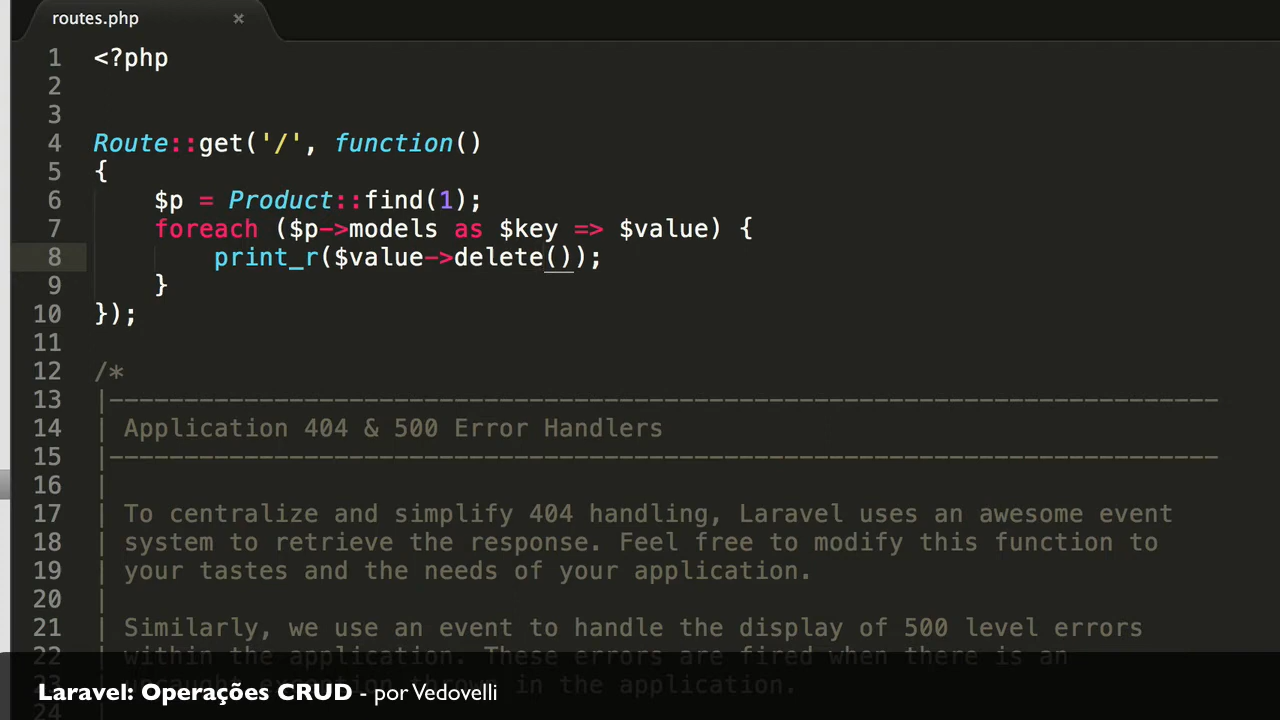 routes.php ×
1 <?php
2
3
4 Route::get('/', function()
5 {
6 $p = Product::find(1);
7 foreach ($p->models as $key => $value) {
8 print_r($value->delete());
9 }
10 });
11
12 /*
13 |--------------------------------------------------------------------------
14 | Application 404 & 500 Error Handlers
15 |--------------------------------------------------------------------------
16 |
17 | To centralize and simplify 404 handling, Laravel uses an awesome event
18 | system to retrieve the response. Feel free to modify this function to
19 | your tastes and the needs of your application.
20 |
21 | Similarly, we use an event to handle the display of 500 level errors
22 | within the application. These errors are fired when there is an
23 | uncaught exception thrown in the application.
24
Laravel: Operações CRUD - por Vedovelli